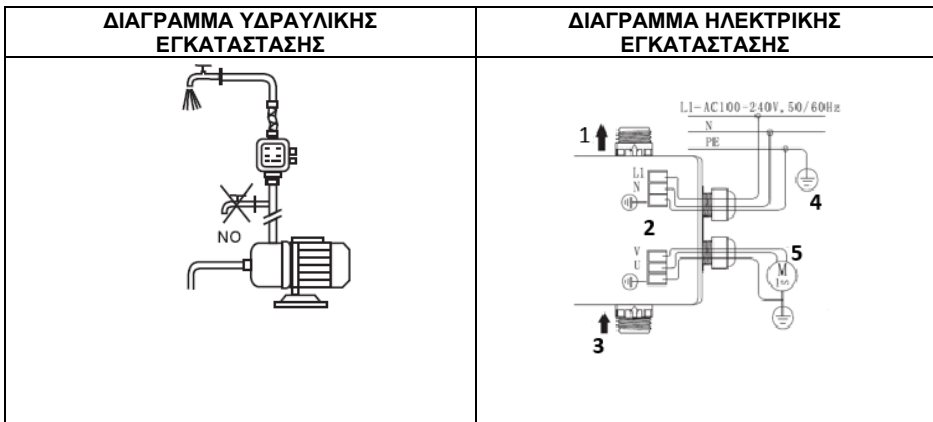 ΔΙΑΓΡΑΜΜΑ ΥΔΡΑΥΛΙΚΗΣ
ΕΓΚΑΤΑΣΤΑΣΗΣ
NO
ΔΙΑΓΡΑΜΜΑ ΗΛΕΚΤΡΙΚΗΣ
ΕΓΚΑΤΑΣΤΑΣΗΣ
L1-AC100-240V, 50/60Hz
N
PE
1
L1
N
2
4
V
U
5
M
1~
3